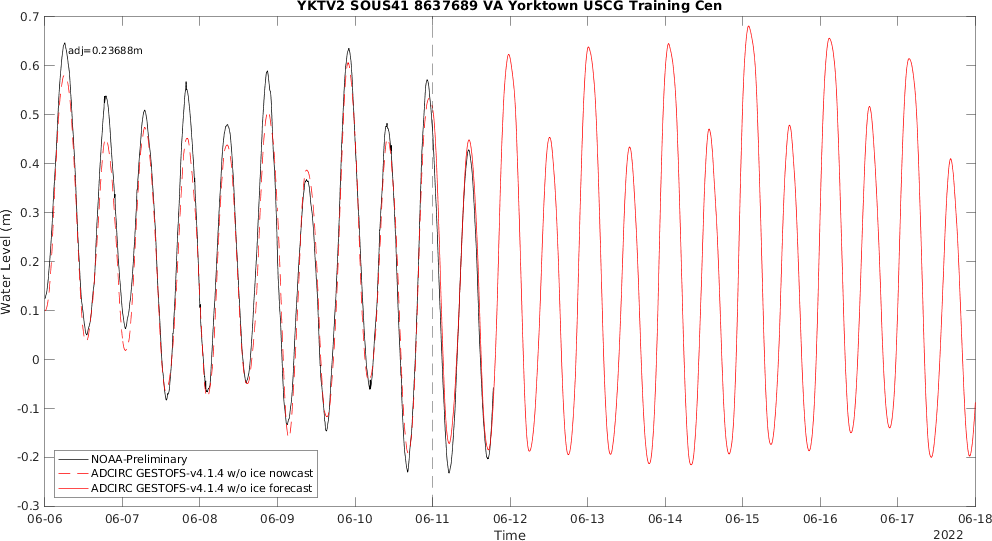 YKTV2 SOUS41 8637689 VA Yorktown USCG Training Cen
adj=0.23688m
0.7
0.6
0.5
0.4
0.3
0.2
0.1
0
-0.1
-0.2
-0.3
Water Level (m)
NOAA-Preliminary
ADCIRC GESTOFS-v4.1.4 w/o ice nowcast
ADCIRC GESTOFS-v4.1.4 w/o ice forecast
06-06 06-07 06-08 06-09 06-10 06-11 06-12 06-13 06-14 06-15 06-16 06-17 06-18
Time
2022